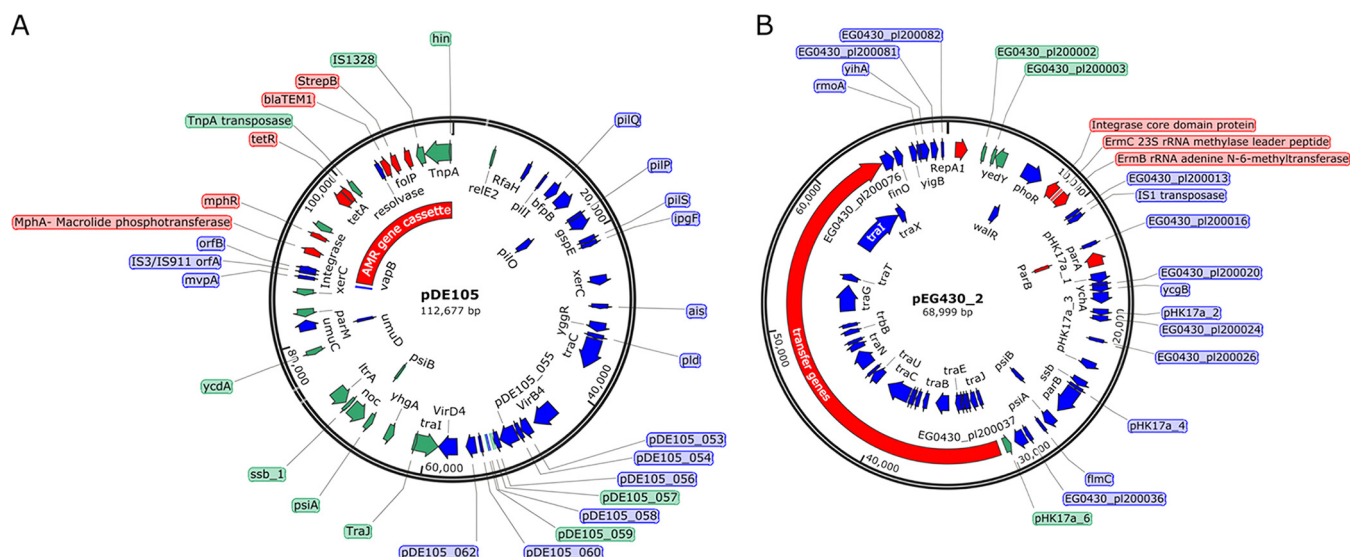 A
hin
IS1328
StrepB
blaTEM1
TnpA transposase
tetR
mphR
MphA- Macrolide phosphotransferase
orfB
IS3/IS911 orfA
mvpA
ycdA
ssb_1
psiA
TraJ
pDE105_062
pDE105_060
pDE105_059
pDE105_058
pDE105_057
pDE105_056
pDE105_054
pDE105_053
pld
ais
ipgF
pilS
pilP
pilQ
TnpA
folP
resolvase
tetA
Integrase
xerC
vapB
AMR gene cassette
parM
umuC
umuD
ltrA
noc
psiB
yhgA
traI
VirD4
pDE105_055
VirB4
traC
yggR
xerC
gspE
bfpB
pilI
pilO
RfaH
relE2
pDE105
112,677 bp
20,000
40,000
60,000
80,000
100,000
B
EG0430_pl200082
EG0430_pl200081
yihA
rmoA
EG0430_pl200002
EG0430_pl200003
Integrase core domain protein
ErmC 23S rRNA methylase leader peptide
ErmB rRNA adenine N-6-methyltransferase
EG0430_pl200013
IS1 transposase
EG0430_pl200016
EG0430_pl200020
ycgB
pHK17a_2
EG0430_pl200024
EG0430_pl200026
pHK17a_4
flmC
EG0430_pl200036
pHK17a_6
RepA1
yedY
phoR
walR
parA
ParB
pHK17a_1
ychA
pHK17a_3
ssb
parB
psiB
psiA
EG0430_pl200037
traJ
traE
traB
traC
traU
traN
trbB
traG
traT
traI
traX
finO
yigB
EG0430_pl200076
transfer genes
pEG430_2
68,999 bp
10,000
20,000
30,000
40,000
50,000
60,000